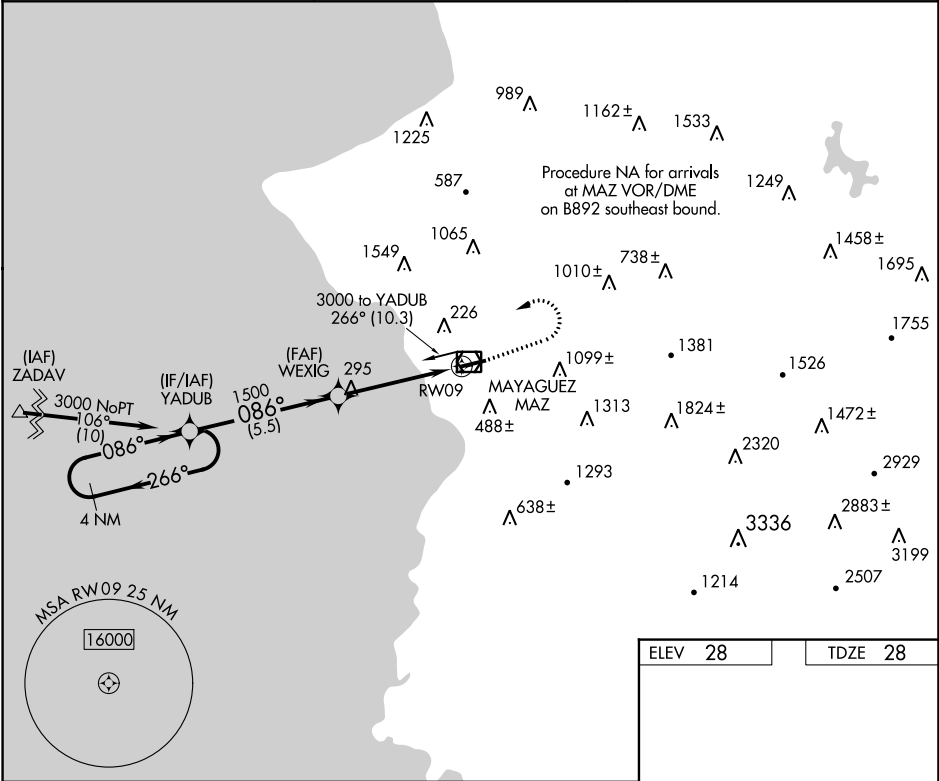 989
1162±
1533
1225
Procedure NA for arrivals
at MAZ VOR/DME
on B892 southeast bound.
587
1249
1065
1549
1458±
738±
1010±
1695
3000 to YADUB
266° (10.3)
226
1755
1381
(FAF)
WEXIG
295
1099±
1526
(IAF)
ZADAV
(IF/IAF)
YADUB
1500
086°
(5.5)
RW09
MAYAGUEZ
MAZ
3000 NoPT
106°
(10)
086°
488±
1313
1824±
1472±
2320
266°
2929
1293
4 NM
638±
2883±
3336
3199
1214
2507
MSA RW09 25 NM
16000
ELEV 28
TDZE 28